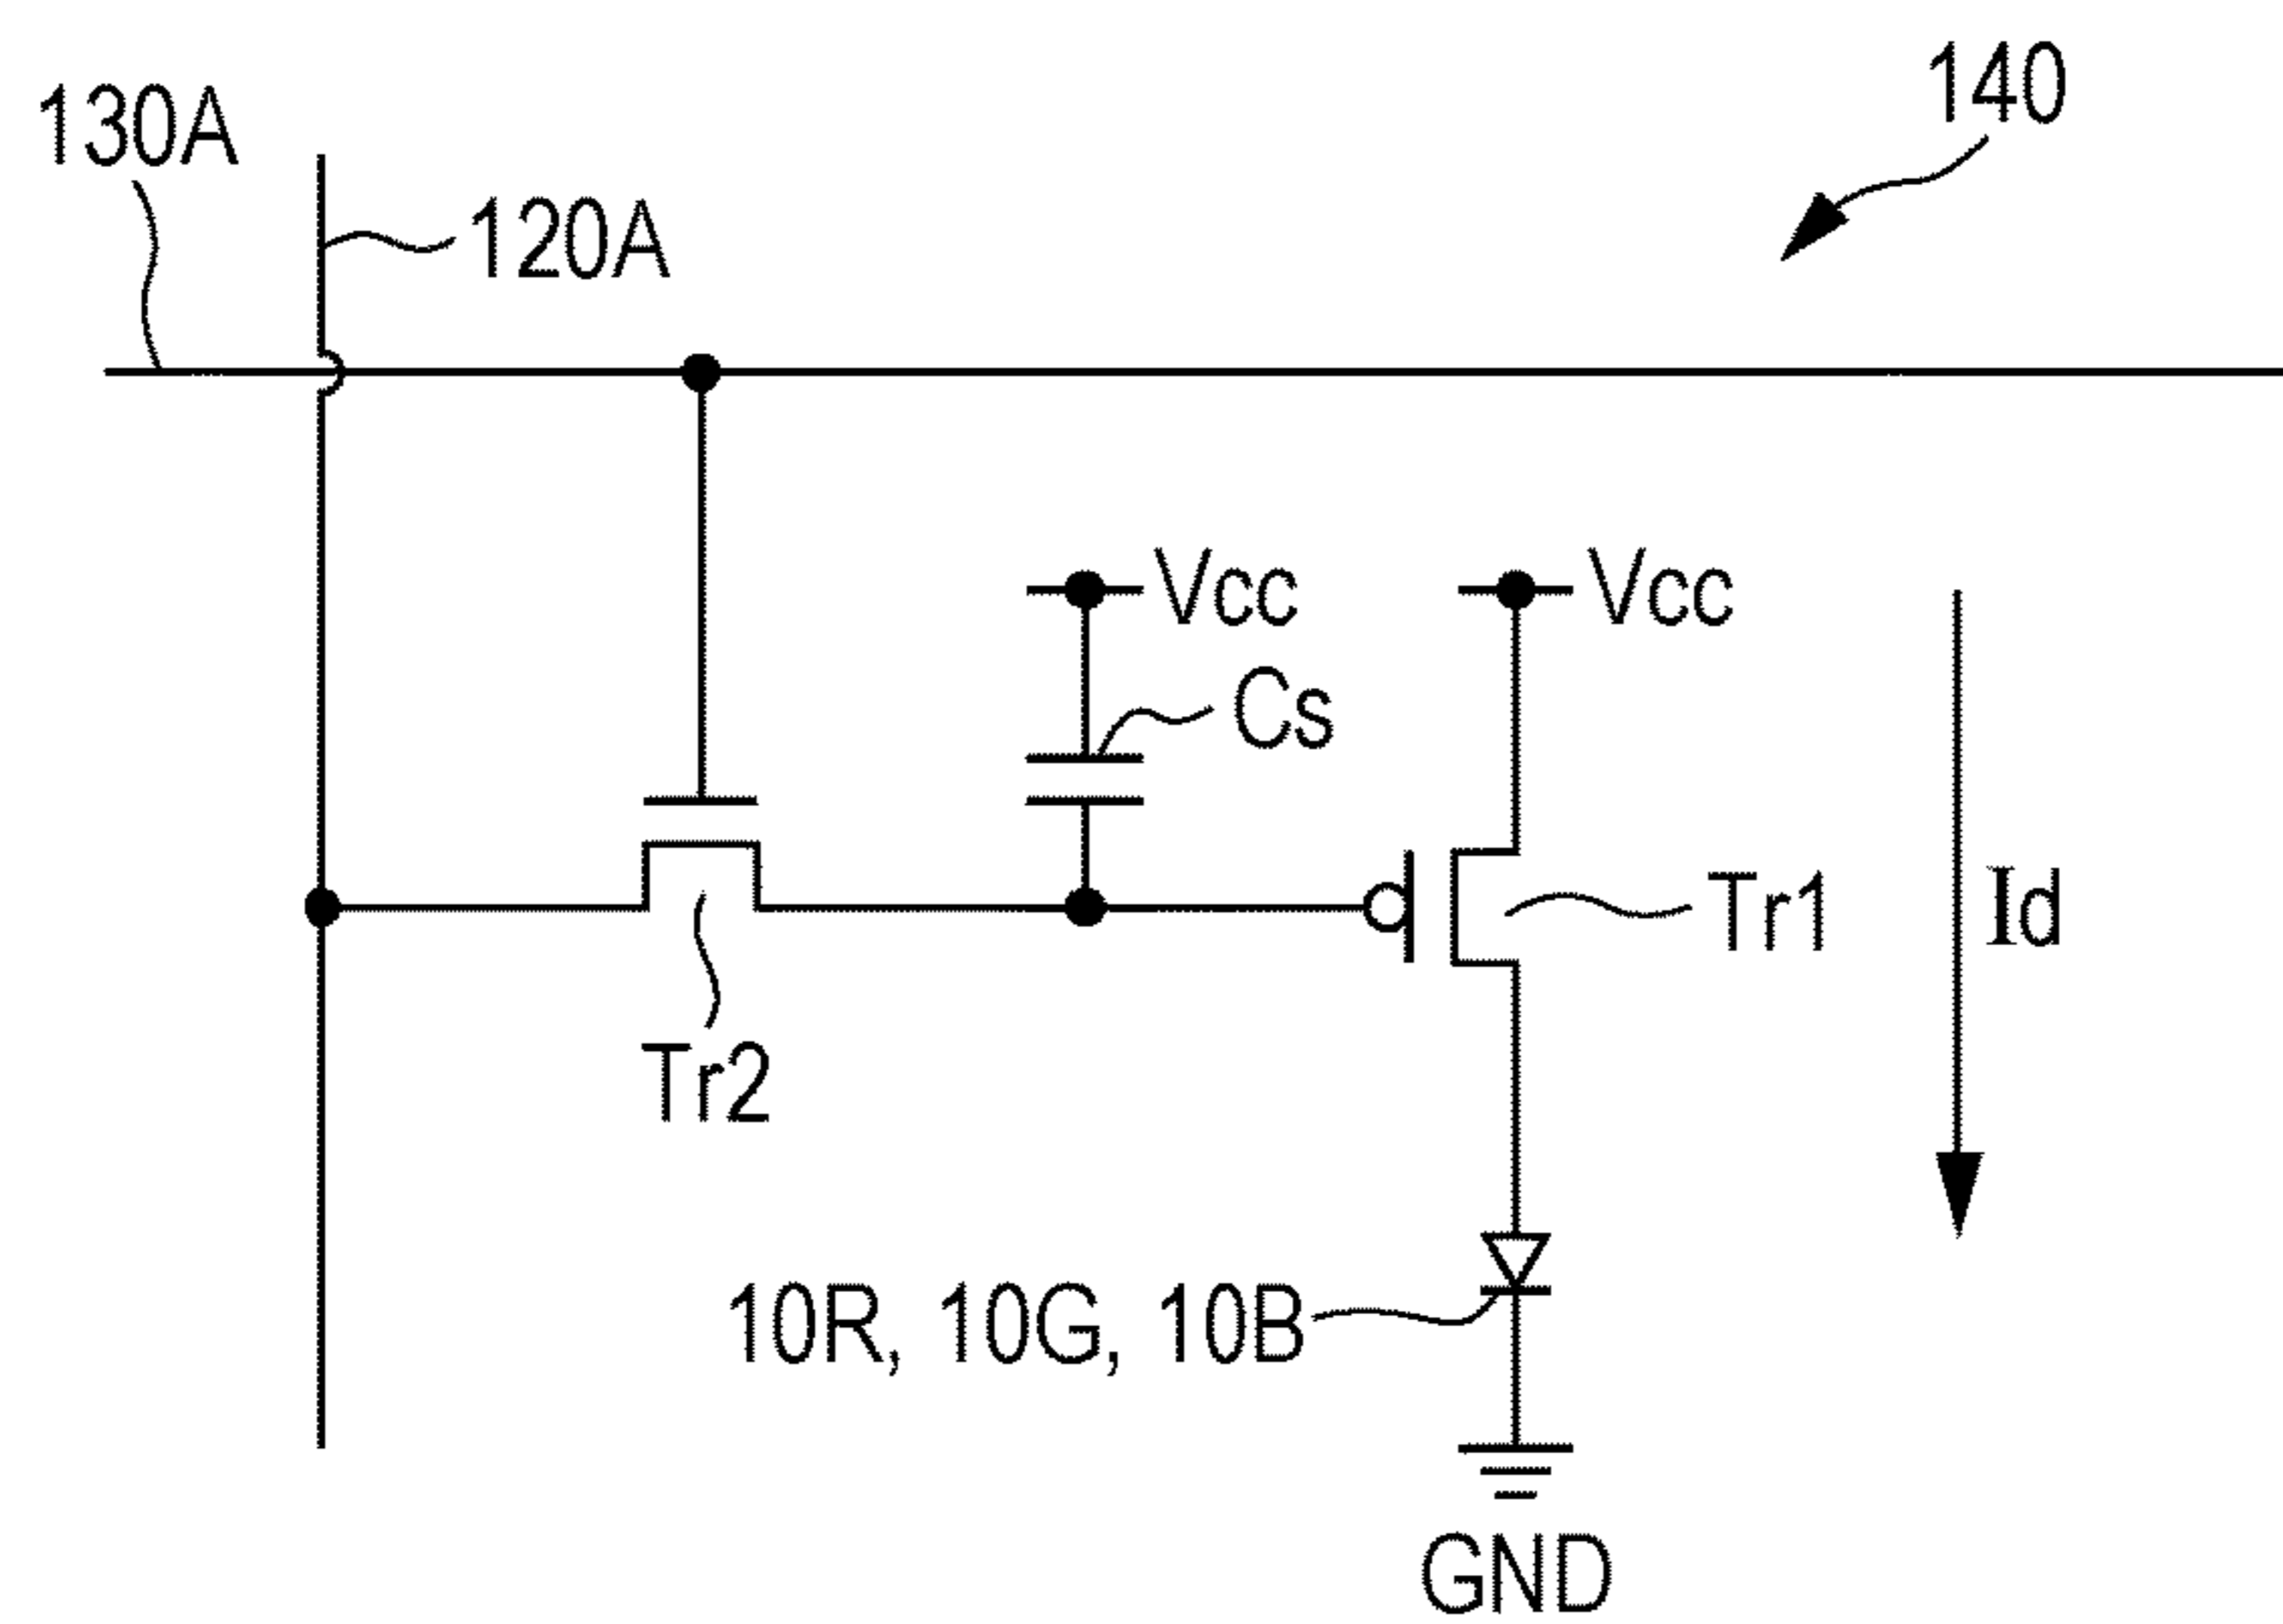 140
130A
120A
Vcc
Vcc
Cs
Tr1
Id
Tr2
10R, 10G, 10B
GND